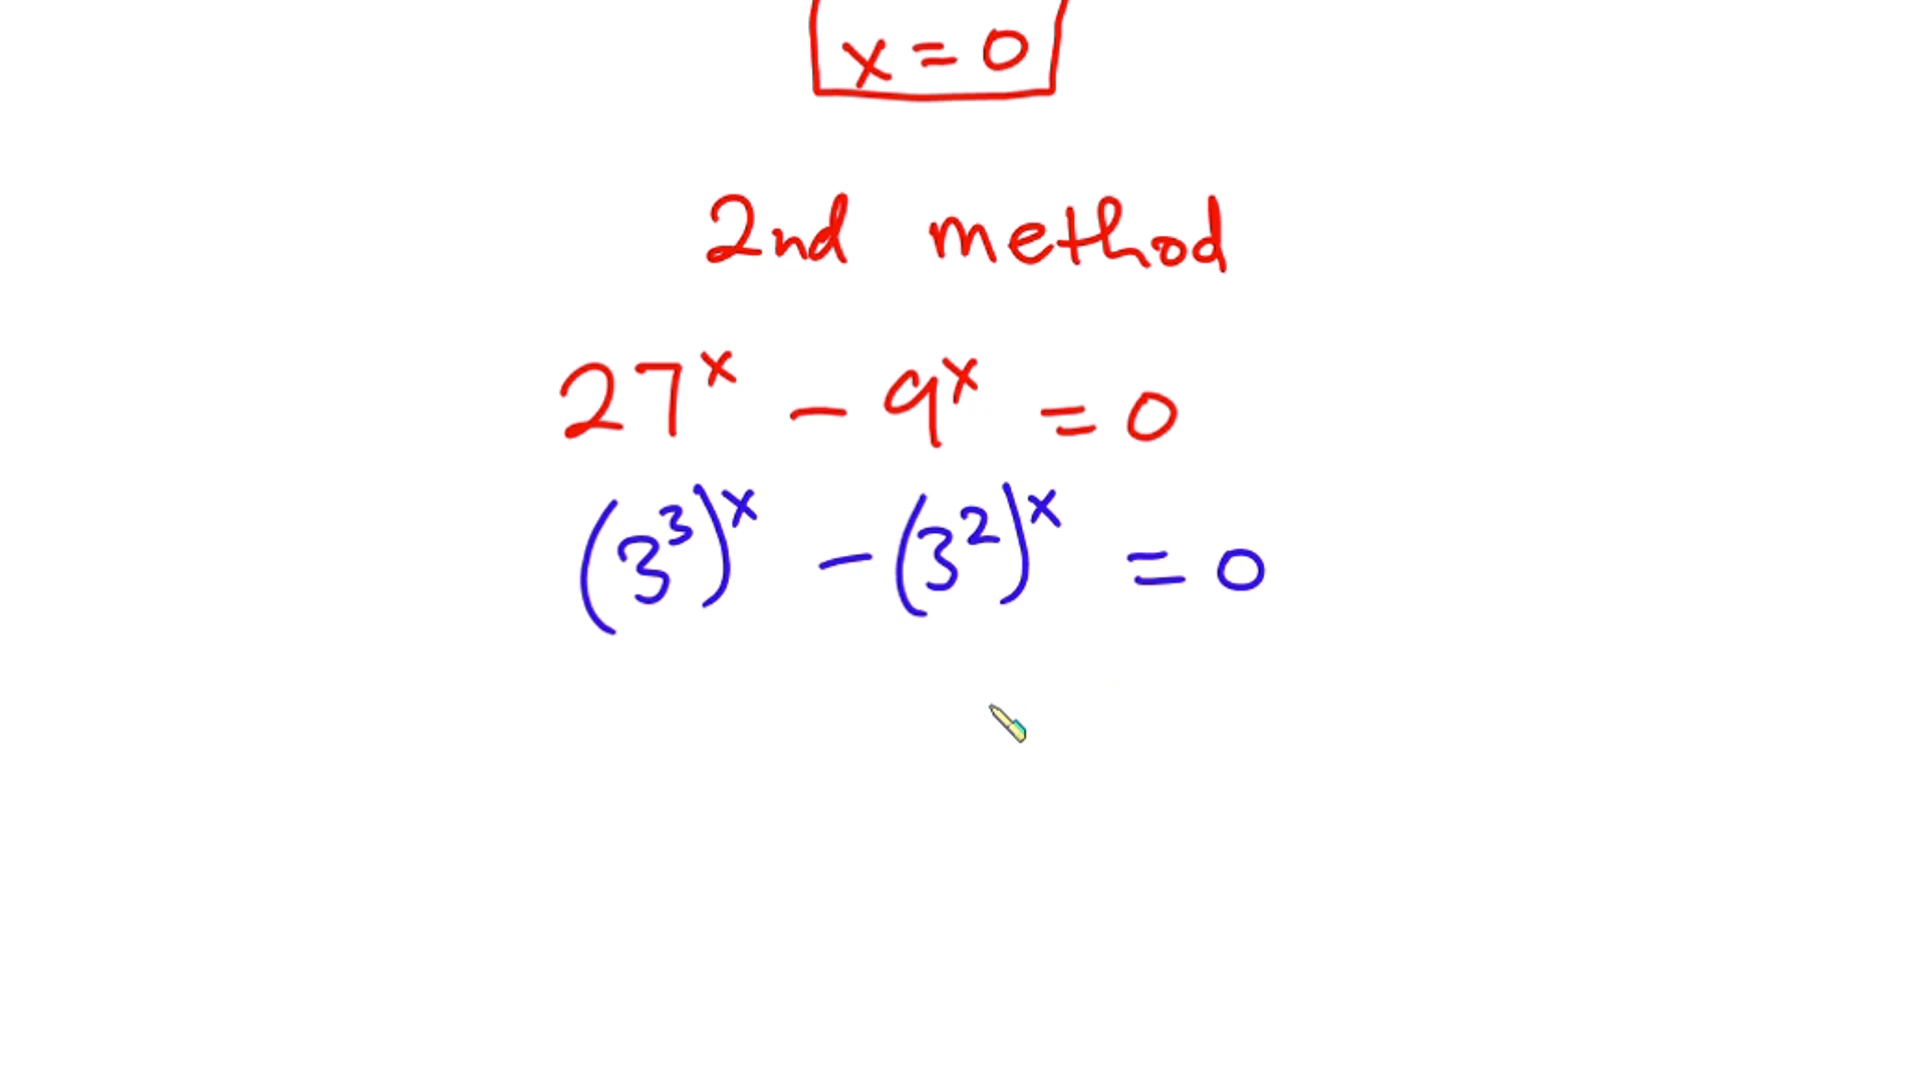 x = 0
2nd method
27^x - 9^x = 0
(3^3)^x - (3^2)^x = 0